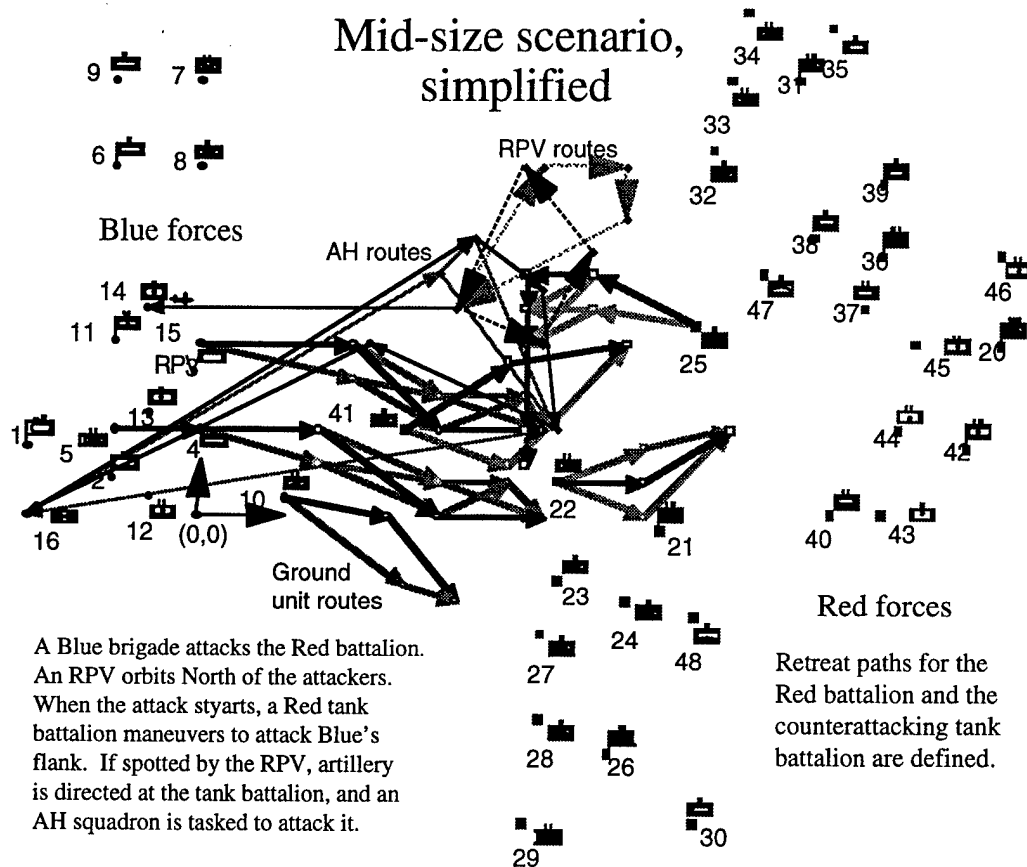 Mid-size scenario,
simplified
34
35
31
33
32
9
7
6
8
RPV routes
39
Blue forces
AH routes
38
36
46
47
37
14
11
15
20
45
25
RPV
41
13
1
5
4
44
42
2
10
22
16
12
(0,0)
21
40
43
Ground
unit routes
23
24
48
27
28
26
29
30
Red forces
A Blue brigade attacks the Red battalion.
An RPV orbits North of the attackers.
When the attack styarts, a Red tank
battalion maneuvers to attack Blue's
flank. If spotted by the RPV, artillery
is directed at the tank battalion, and an
AH squadron is tasked to attack it.
Retreat paths for the
Red battalion and the
counterattacking tank
battalion are defined.